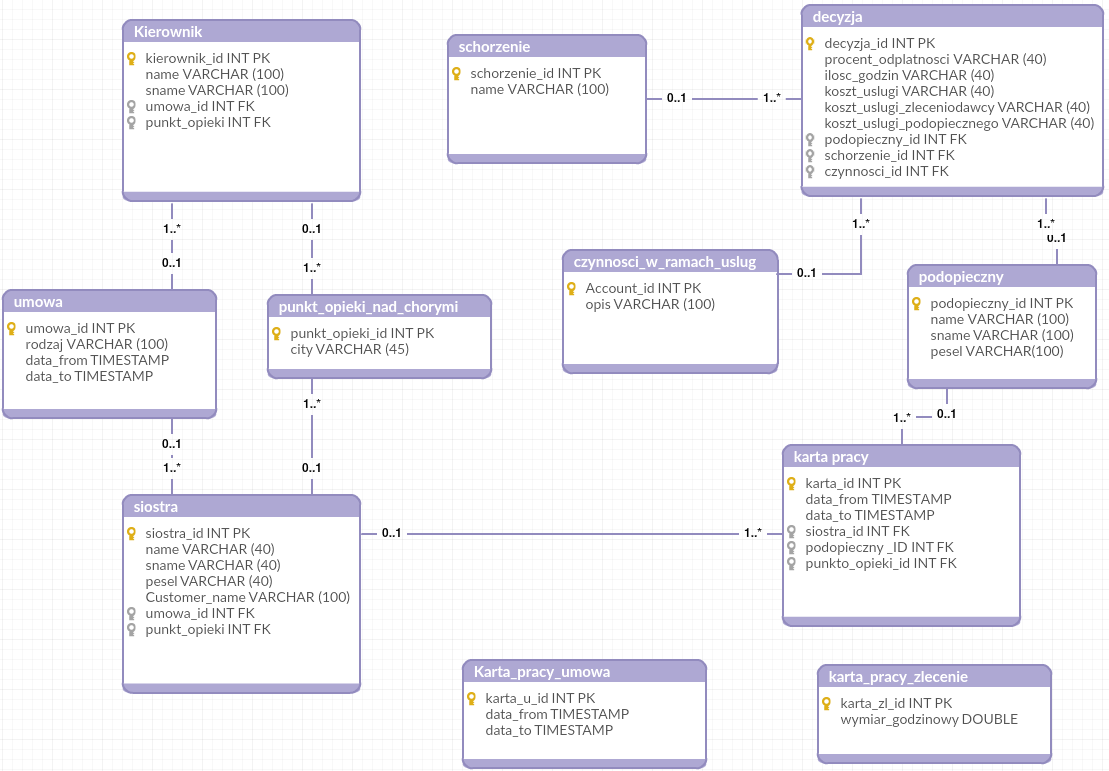 Kierownik
kierownik_id INT PK
name VARCHAR (100)
sname VARCHAR (100)
umowa_id INT FK
punkt_opieki INT FK
schorzenie
schorzenie_id INT PK
name VARCHAR (100)
0..1
1..*
decyzja
decyzja_id INT PK
procent_odplatnosci VARCHAR (40)
ilosc_godzin VARCHAR (40)
koszt_uslugi VARCHAR (40)
koszt_uslugi_zleceniodawcy VARCHAR (40)
koszt_uslugi_podopiecznego VARCHAR (40)
podopieczny_id INT FK
schorzenie_id INT FK
czynnosci_id INT FK
1..*
0..1
0..1
1..*
1..*
0..1
1..*
0..1
umowa
umowa_id INT PK
rodzaj VARCHAR (100)
data_from TIMESTAMP
data_to TIMESTAMP
punkt_opieki_nad_chorymi
punkt_opieki_id INT PK
city VARCHAR (45)
czynnosci_w_ramach_uslug
Account_id INT PK
opis VARCHAR (100)
podopieczny
podopieczny_id INT PK
name VARCHAR (100)
sname VARCHAR (100)
pesel VARCHAR(100)
0..1
1..*
1..*
0..1
1..*
0..1
siostra
siostra_id INT PK
name VARCHAR (40)
sname VARCHAR (40)
pesel VARCHAR (40)
Customer_name VARCHAR (100)
umowa_id INT FK
punkt_opieki INT FK
0..1
1..*
karta pracy
karta_id INT PK
data_from TIMESTAMP
data_to TIMESTAMP
siostra_id INT FK
podopieczny _ID INT FK
punkto_opieki_id INT FK
Karta_pracy_umowa
karta_u_id INT PK
data_from TIMESTAMP
data_to TIMESTAMP
karta_pracy_zlecenie
karta_zl_id INT PK
wymiar_godzinowy DOUBLE